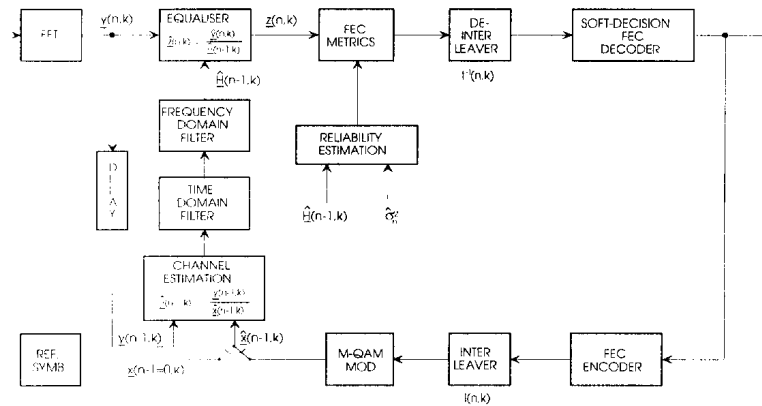 y(n,k)
EQUALISER
z(n,k)
FEC
METRICS
DE-
INTER
LEAVER
I⁻¹(n,k)
SOFT-DECISION
FEC
DECODER
Ĥ(n-1,k)
FREQUENCY
DOMAIN
FILTER
RELIABILITY
ESTIMATION
TIME
DOMAIN
FILTER
Ĥ(n-1,k)
CHANNEL
ESTIMATION
y(n-1,k)
x̂(n-1,k)
x(n-1=0,k)
REF.
SYMB
M-QAM
MOD
INTER
LEAVER
I(n,k)
FEC
ENCODER